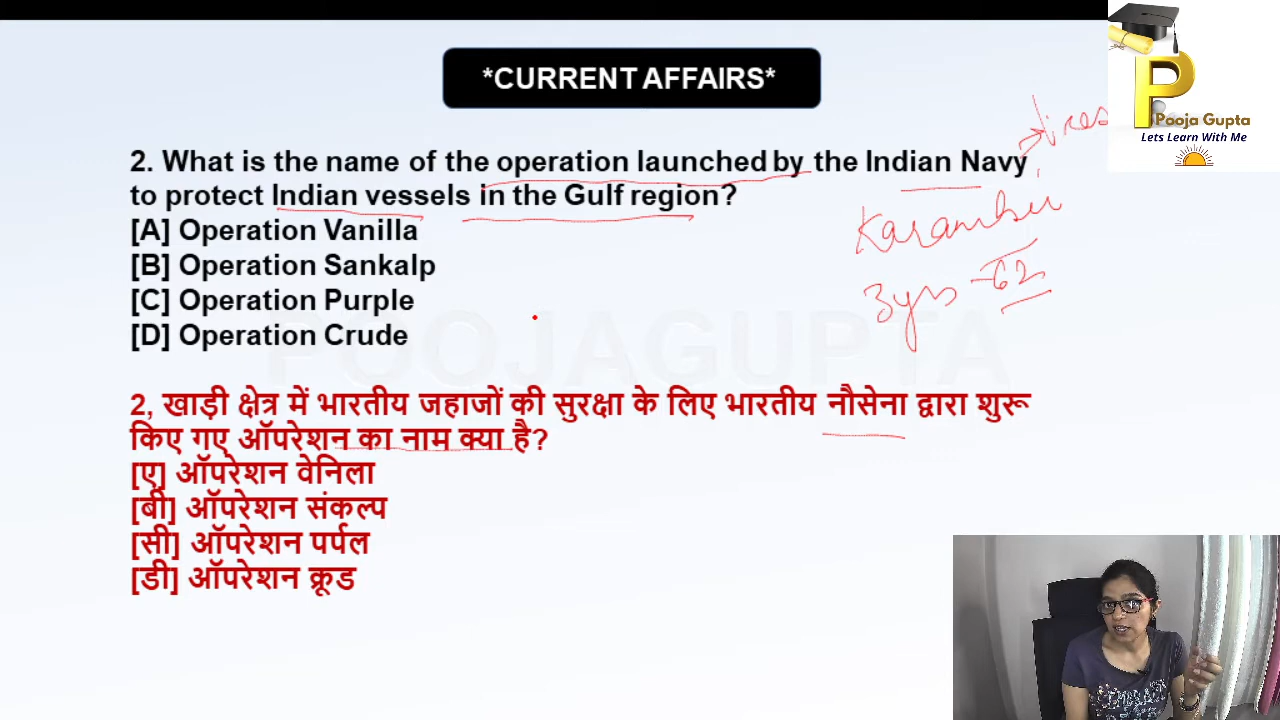 *CURRENT AFFAIRS*
P
Pooja Gupta
Lets Learn With Me
2. What is the name of the operation launched by the Indian Navy
to protect Indian vessels in the Gulf region?
[A] Operation Vanilla
[B] Operation Sankalp
[C] Operation Purple
[D] Operation Crude
3yrs - 62
POOJAGUPTA
2, खाड़ी क्षेत्र में भारतीय जहाजों की सुरक्षा के लिए भारतीय नौसेना द्वारा शुरू
किए गए ऑपरेशन का नाम क्या है?
[ए] ऑपरेशन वेनिला
[बी] ऑपरेशन संकल्प
[सी] ऑपरेशन पर्पल
[डी] ऑपरेशन क्रूड